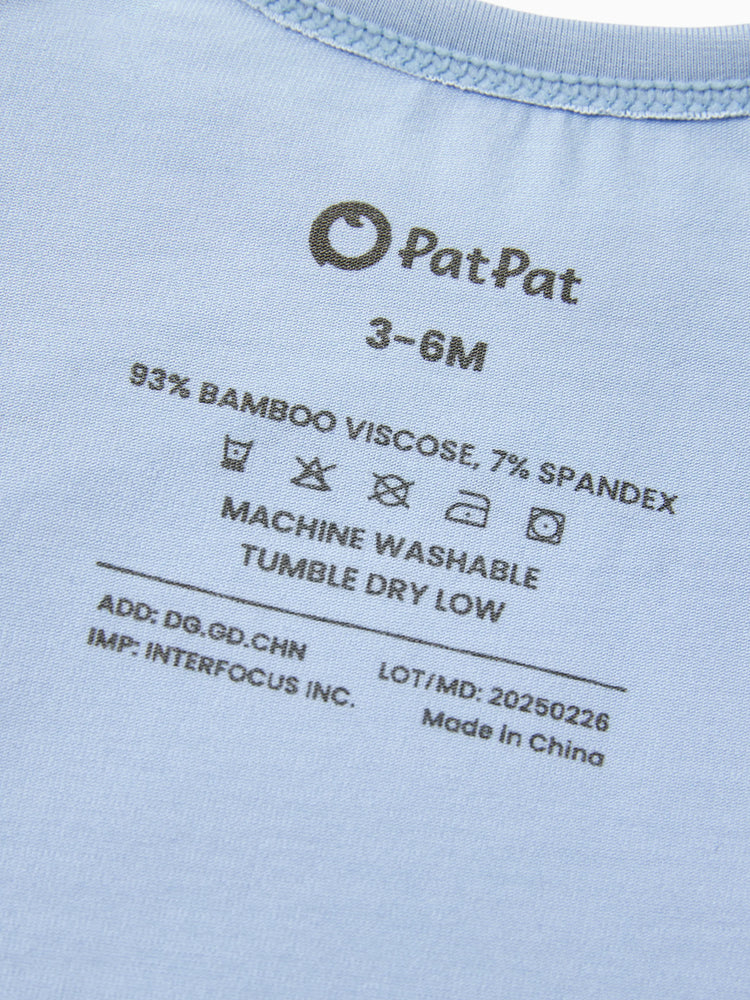 PatPat
3-6M
93% BAMBOO VISCOSE, 7% SPANDEX
MACHINE WASHABLE
TUMBLE DRY LOW
ADD: DG.GD.CHN
IMP: INTERFOCUS INC.
LOT/MD: 20250226
Made in China